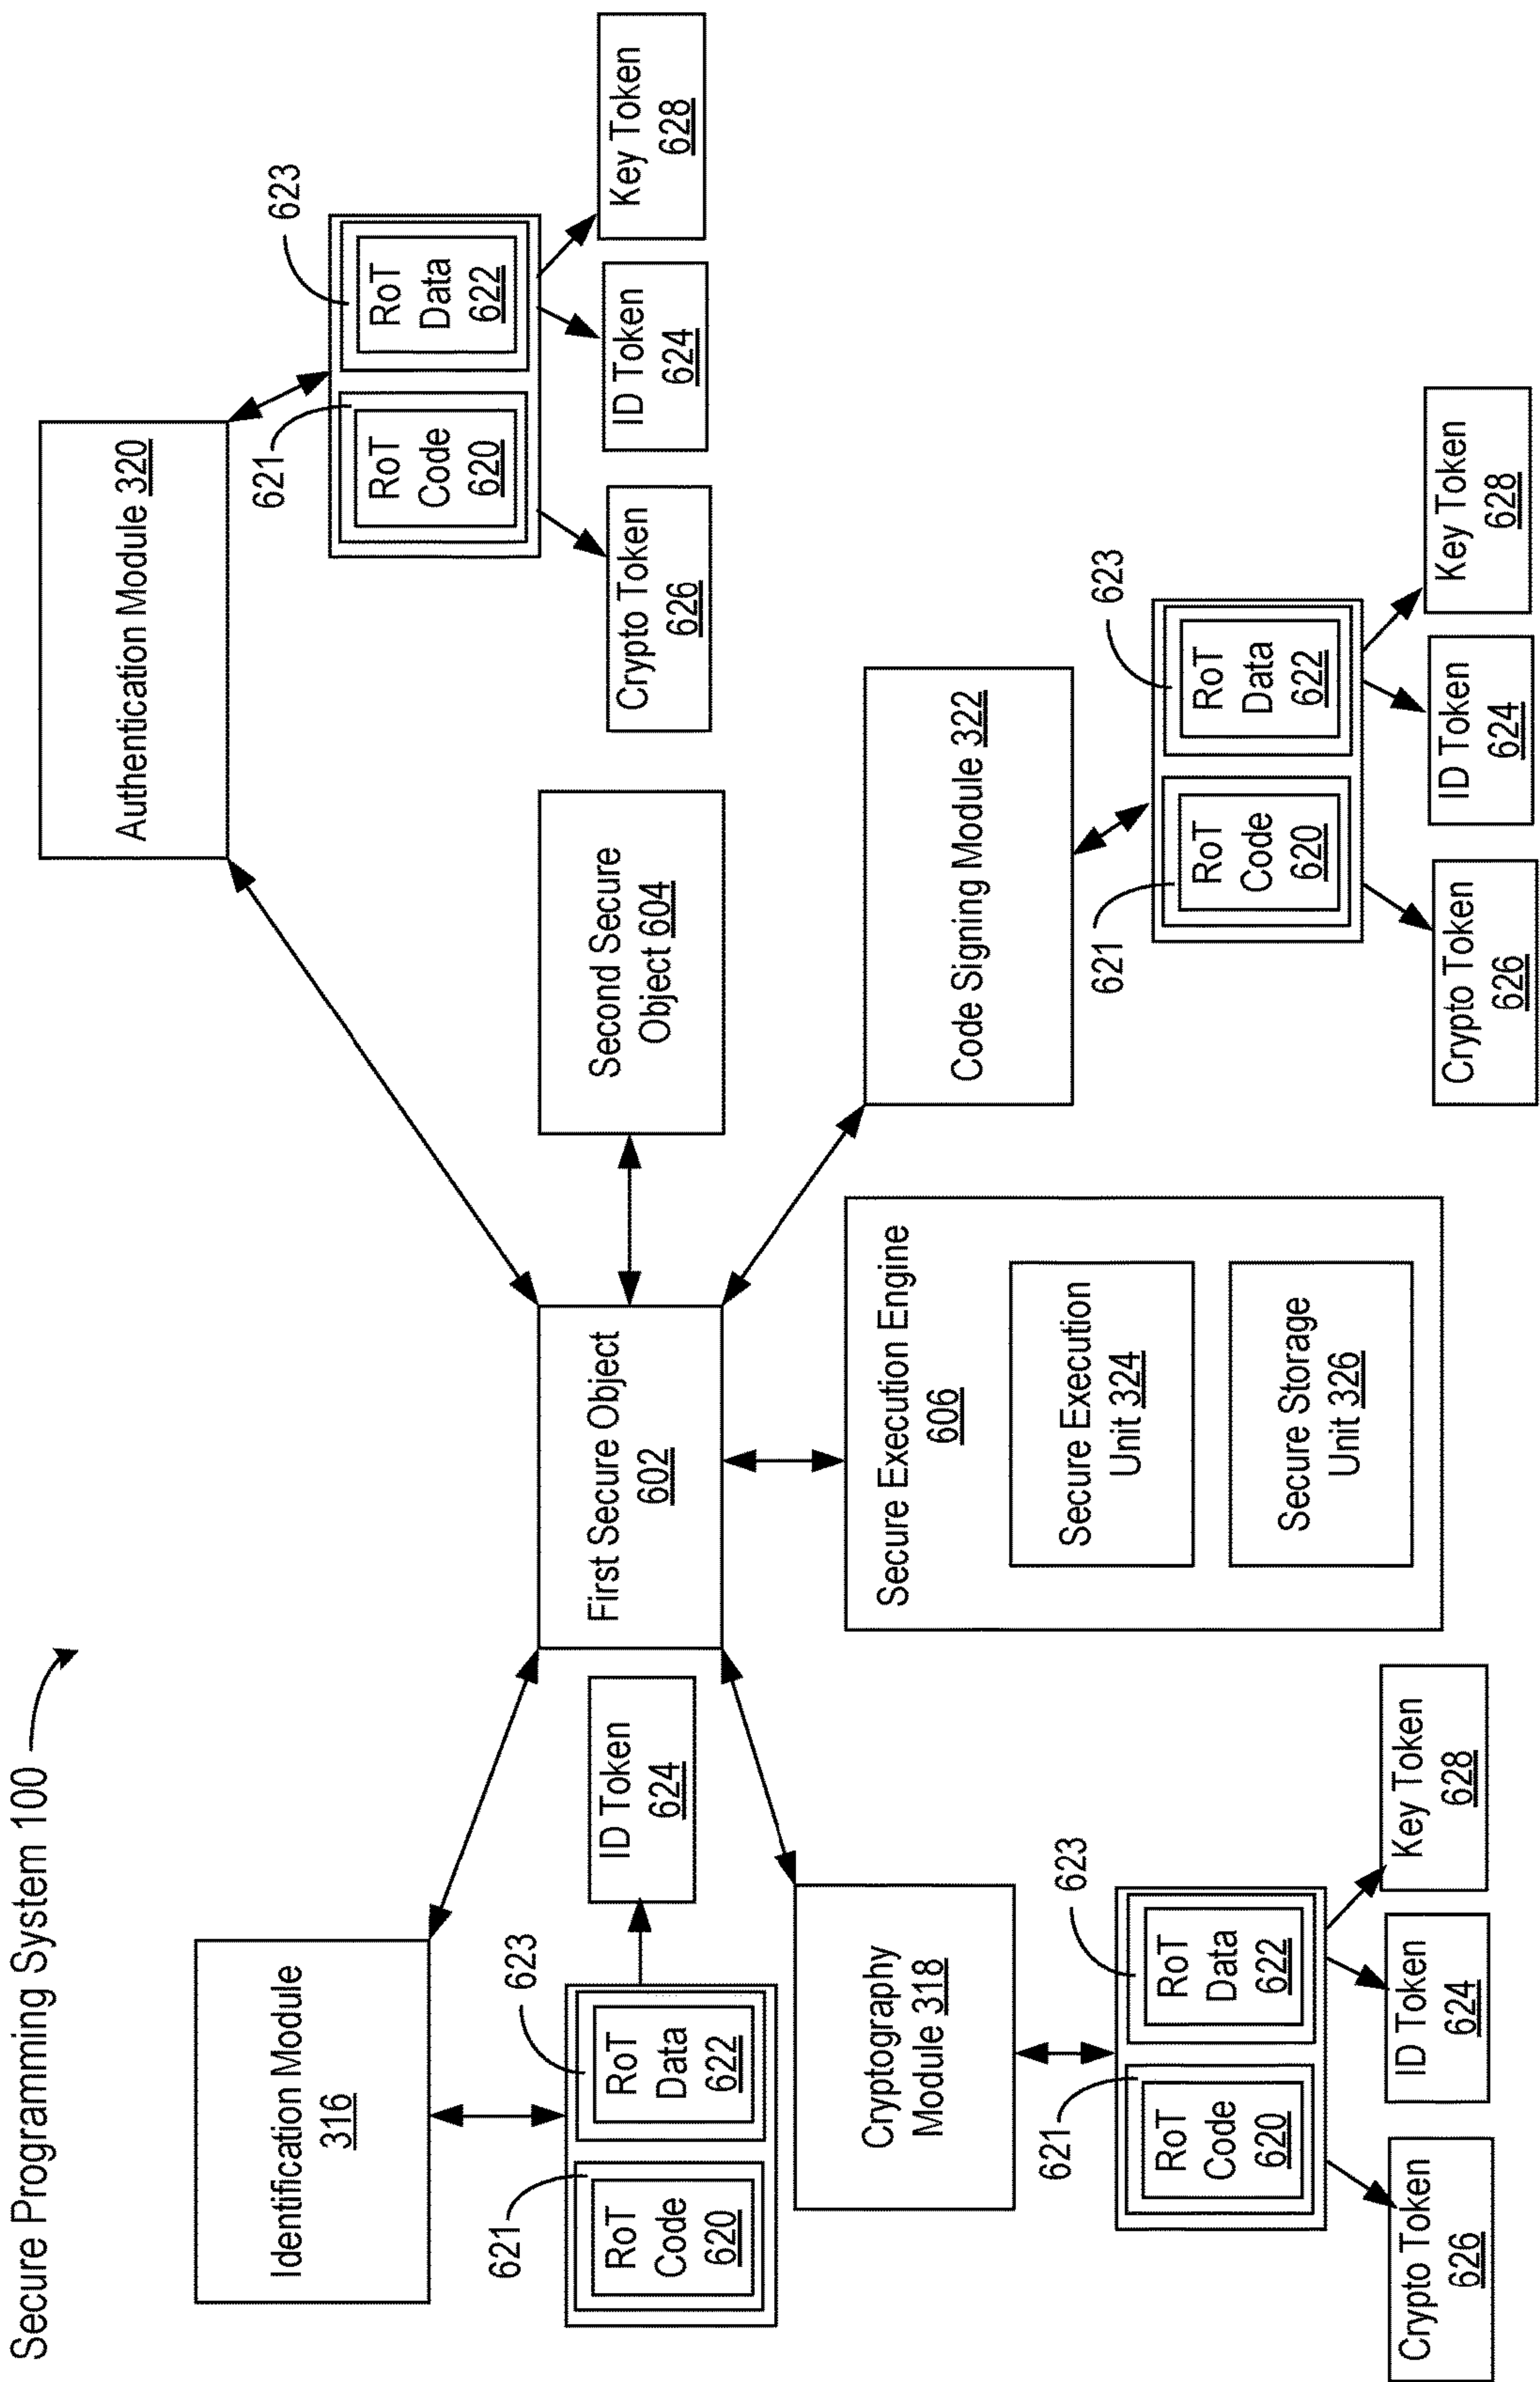 Secure Programming System 100
Identification Module
316
621
623
RoT
Code
620
RoT
Data
622
ID Token
624
Cryptography
Module 318
621
623
RoT
Code
620
RoT
Data
622
Crypto Token
626
ID Token
624
Key Token
628
First Secure Object
602
Second Secure
Object 604
Secure Execution Engine
606
Secure Execution
Unit 324
Secure Storage
Unit 326
Authentication Module 320
621
623
RoT
Code
620
RoT
Data
622
Crypto Token
626
ID Token
624
Key Token
628
Code Signing Module 322
621
623
RoT
Code
620
RoT
Data
622
Crypto Token
626
ID Token
624
Key Token
628